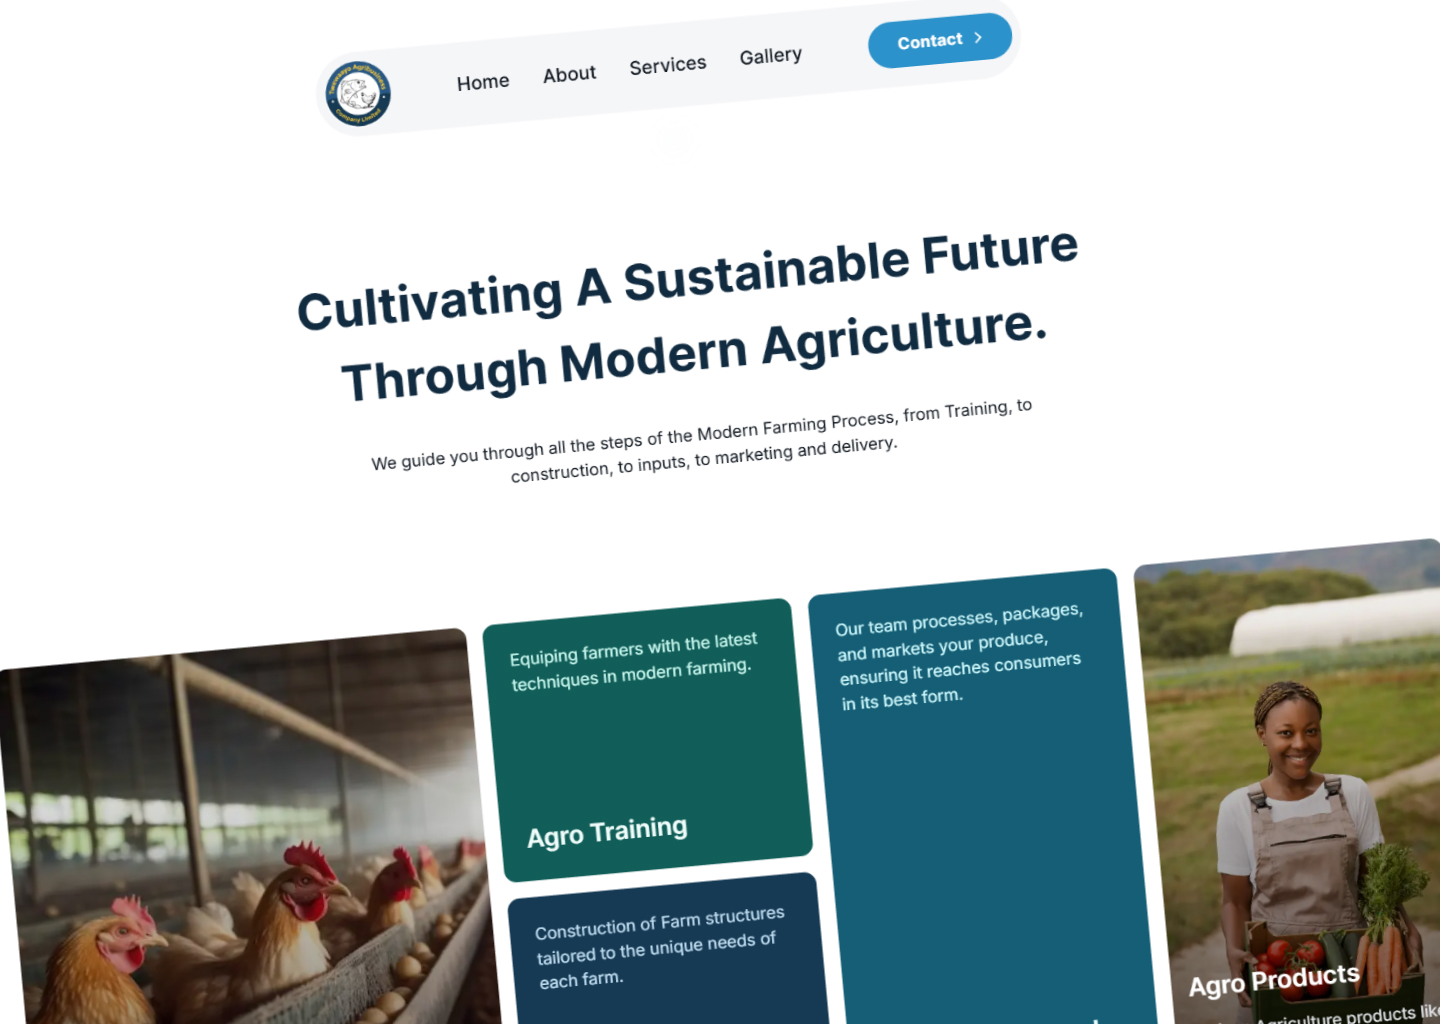 Home
About
Services
Gallery
Contact
Cultivating A Sustainable Future
Through Modern Agriculture.
We guide you through all the steps of the Modern Farming Process, from Training, to
construction, to inputs, to marketing and delivery.
Equiping farmers with the latest
techniques in modern farming.
Agro Training
Construction of Farm structures
tailored to the unique needs of
each farm.
Our team processes, packages,
and markets your produce,
ensuring it reaches consumers
in its best form.
Agro Products
Agriculture products like